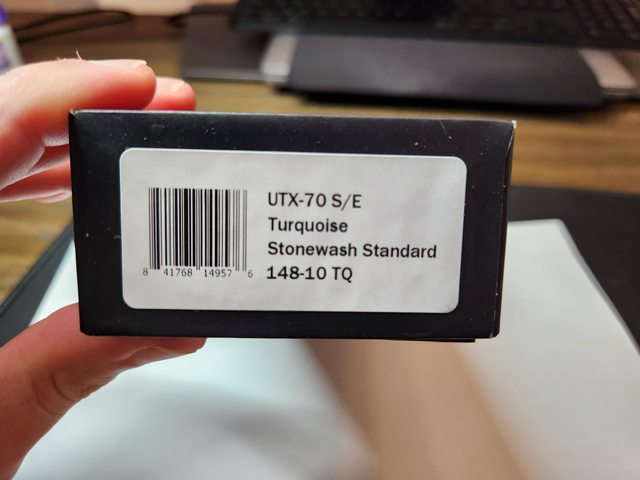 UTX-70 S/E
Turquoise
Stonewash Standard
148-10 TQ
8 41768 14957 6